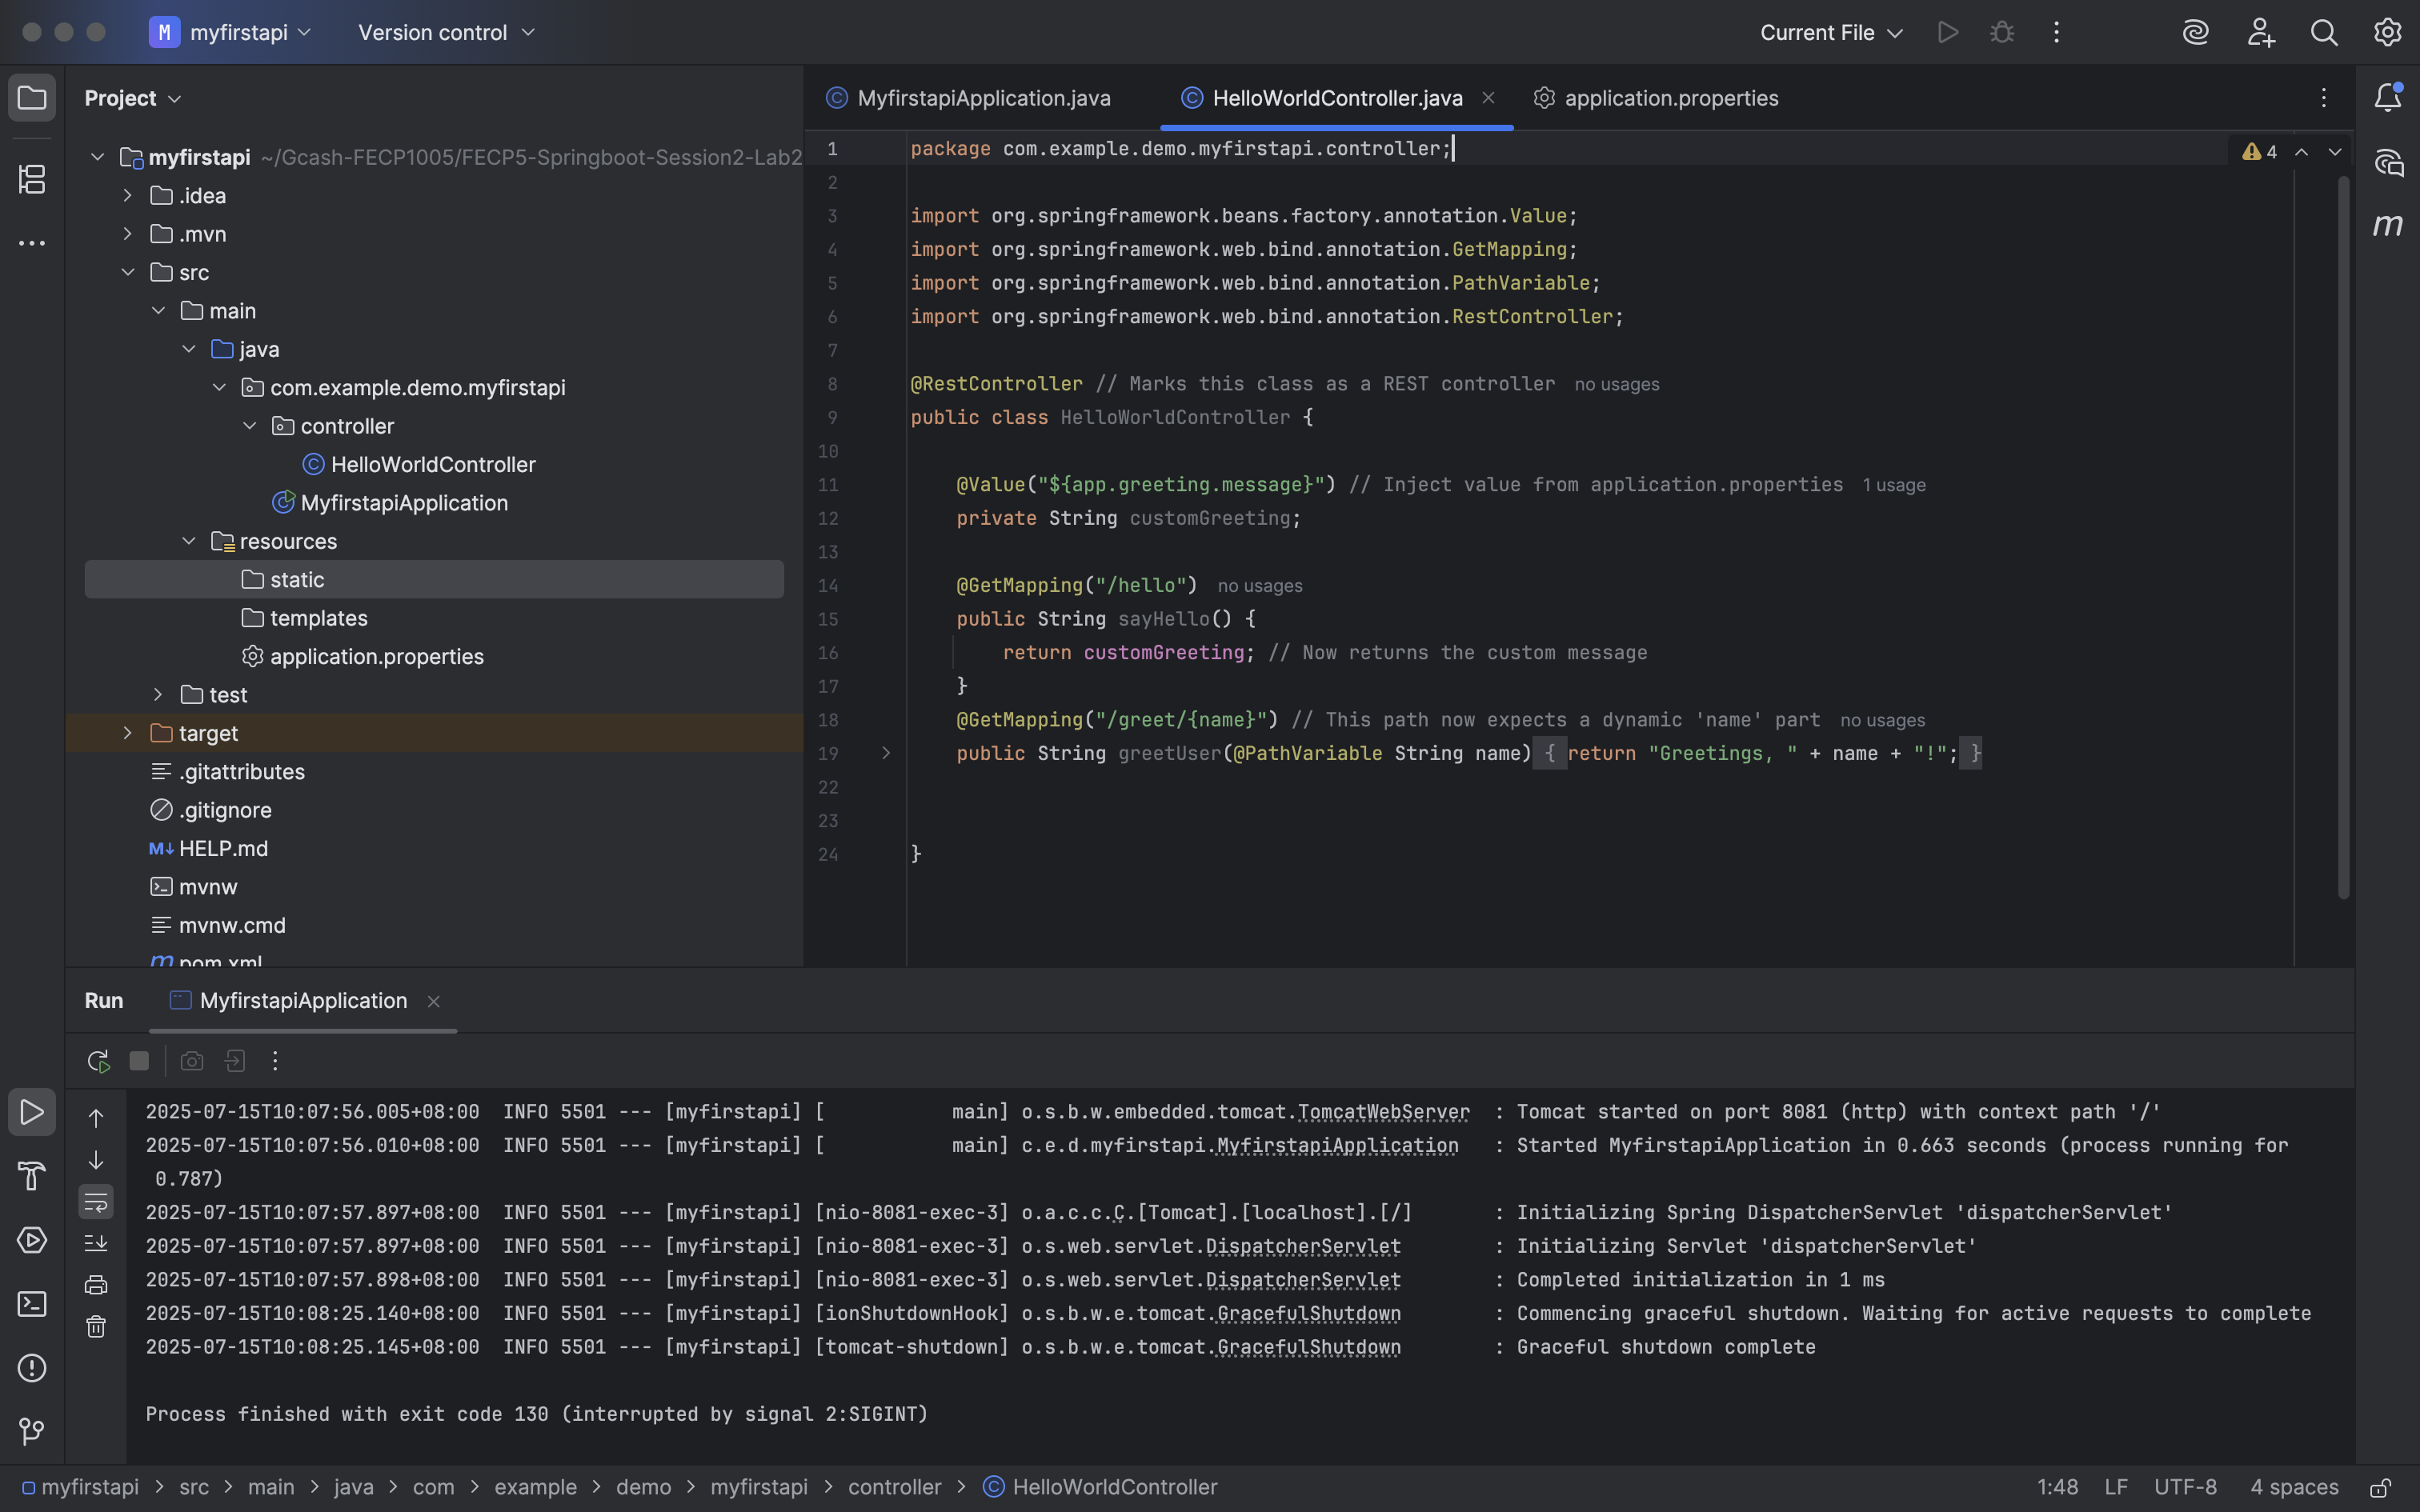 M myfirstapi Version control Current File
Project
myfirstapi ~/Gcash-FECP1005/FECP5-Springboot-Session2-Lab2
.idea
.mvn
src
main
java
com.example.demo.myfirstapi
controller
HelloWorldController
MyfirstapiApplication
resources
static
templates
application.properties
test
target
.gitattributes
.gitignore
M↓ HELP.md
mvnw
mvnw.cmd
m pom.xml
MyfirstapiApplication.java HelloWorldController.java application.properties
1 package com.example.demo.myfirstapi.controller; 4
2
3 import org.springframework.beans.factory.annotation.Value;
4 import org.springframework.web.bind.annotation.GetMapping;
5 import org.springframework.web.bind.annotation.PathVariable;
6 import org.springframework.web.bind.annotation.RestController;
7
8 @RestController // Marks this class as a REST controller no usages
9 public class HelloWorldController {
10
11 @Value("${app.greeting.message}") // Inject value from application.properties 1 usage
12 private String customGreeting;
13
14 @GetMapping("/hello") no usages
15 public String sayHello() {
16 return customGreeting; // Now returns the custom message
17 }
18 @GetMapping("/greet/{name}") // This path now expects a dynamic 'name' part no usages
19 public String greetUser(@PathVariable String name) { return "Greetings, " + name + "!"; }
22
23
24 }
m
Run MyfirstapiApplication
2025-07-15T10:07:56.005+08:00 INFO 5501 --- [myfirstapi] [ main] o.s.b.w.embedded.tomcat.TomcatWebServer : Tomcat started on port 8081 (http) with context path '/'
2025-07-15T10:07:56.010+08:00 INFO 5501 --- [myfirstapi] [ main] c.e.d.myfirstapi.MyfirstapiApplication : Started MyfirstapiApplication in 0.663 seconds (process running for
0.787)
2025-07-15T10:07:57.897+08:00 INFO 5501 --- [myfirstapi] [nio-8081-exec-3] o.a.c.c.C.[Tomcat].[localhost].[/] : Initializing Spring DispatcherServlet 'dispatcherServlet'
2025-07-15T10:07:57.897+08:00 INFO 5501 --- [myfirstapi] [nio-8081-exec-3] o.s.web.servlet.DispatcherServlet : Initializing Servlet 'dispatcherServlet'
2025-07-15T10:07:57.898+08:00 INFO 5501 --- [myfirstapi] [nio-8081-exec-3] o.s.web.servlet.DispatcherServlet : Completed initialization in 1 ms
2025-07-15T10:08:25.140+08:00 INFO 5501 --- [myfirstapi] [ionShutdownHook] o.s.b.w.e.tomcat.GracefulShutdown : Commencing graceful shutdown. Waiting for active requests to complete
2025-07-15T10:08:25.145+08:00 INFO 5501 --- [myfirstapi] [tomcat-shutdown] o.s.b.w.e.tomcat.GracefulShutdown : Graceful shutdown complete
Process finished with exit code 130 (interrupted by signal 2:SIGINT)
myfirstapi > src > main > java > com > example > demo > myfirstapi > controller > HelloWorldController 1:48 LF UTF-8 4 spaces